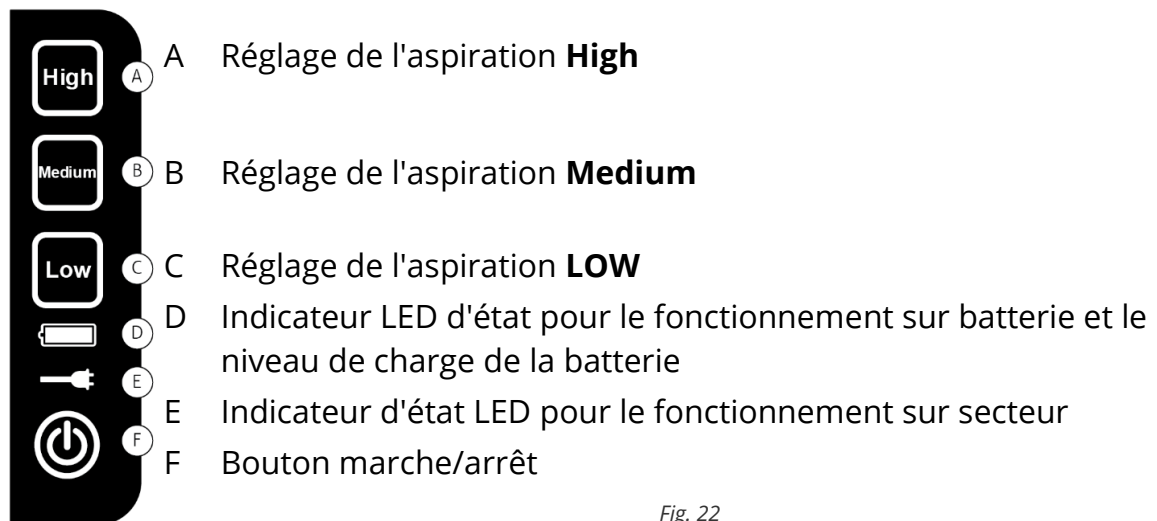 High
A
A Réglage de l'aspiration High
Medium
B
B Réglage de l'aspiration Medium
Low
C
C Réglage de l'aspiration LOW
D
D Indicateur LED d'état pour le fonctionnement sur batterie et le
niveau de charge de la batterie
E
E Indicateur d'état LED pour le fonctionnement sur secteur
F
F Bouton marche/arrêt
Fig. 22